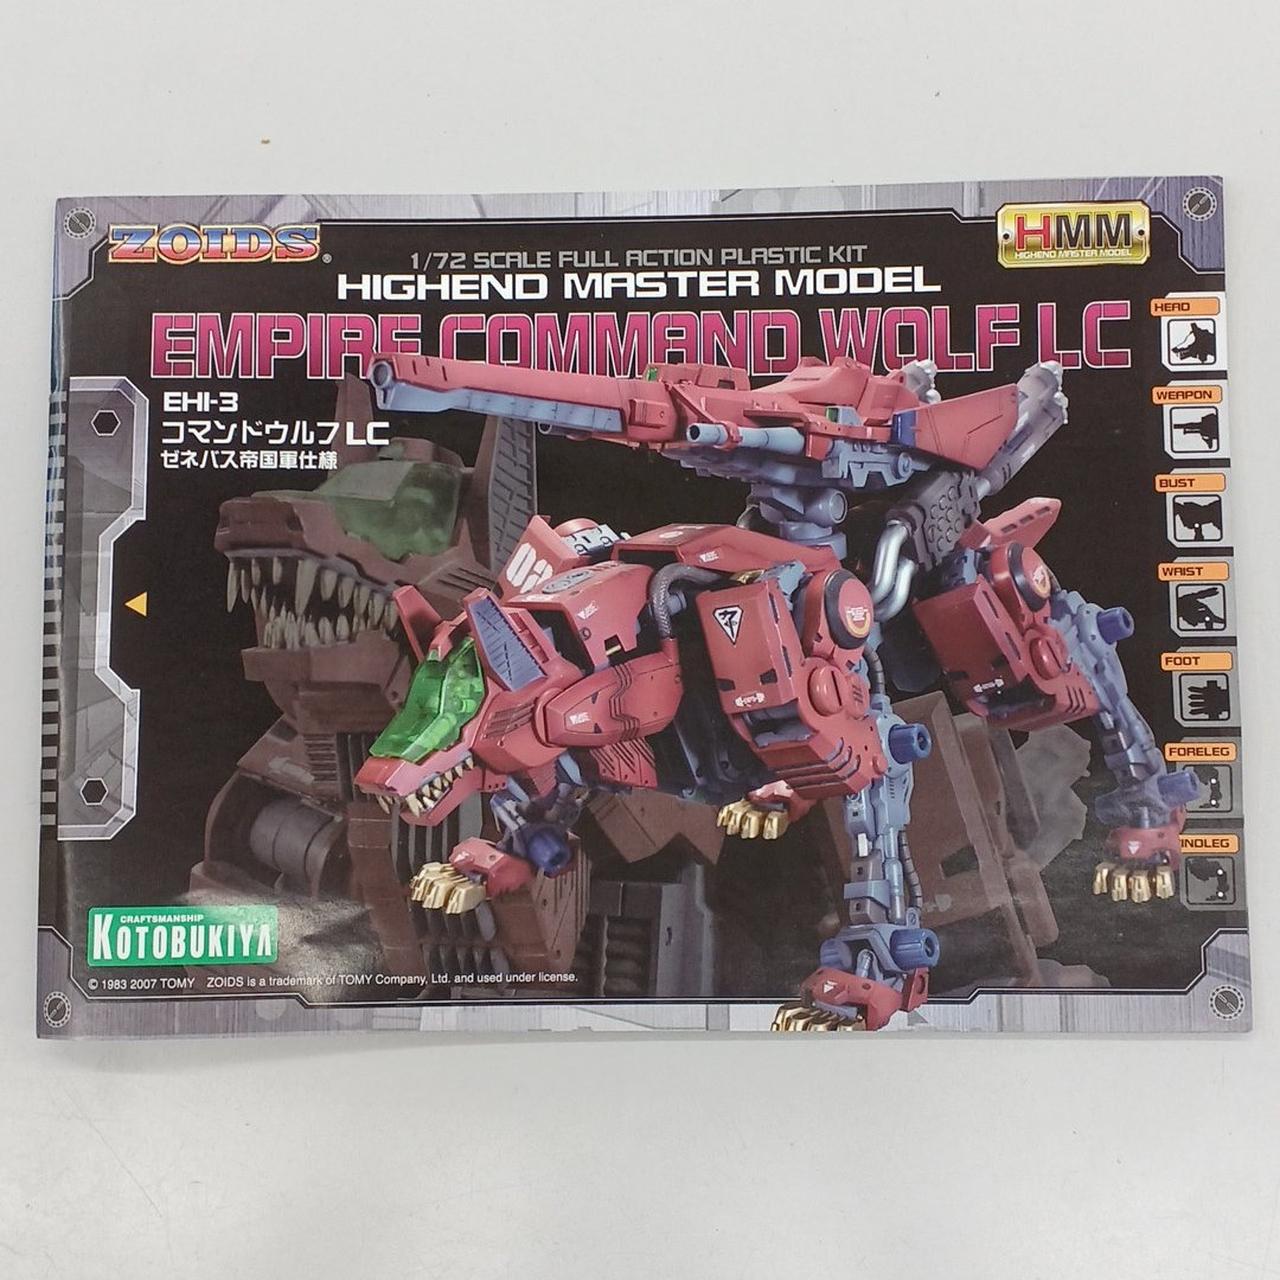 ZOIDS®
HMM
HIGHEND MASTER MODEL
1/72 SCALE FULL ACTION PLASTIC KIT
HIGHEND MASTER MODEL
EMPIRE COMMAND WOLF LC
EHI-3
コマンドウルフLC
ゼネバス帝国軍仕様
HEAD
WEAPON
BUST
WRIST
FOOT
FORELEG
INDLEG
02
CRAFTSMANSHIP
KOTOBUKIYA
© 1983 2007 TOMY ZOIDS is a trademark of TOMY Company, Ltd. and used under license.